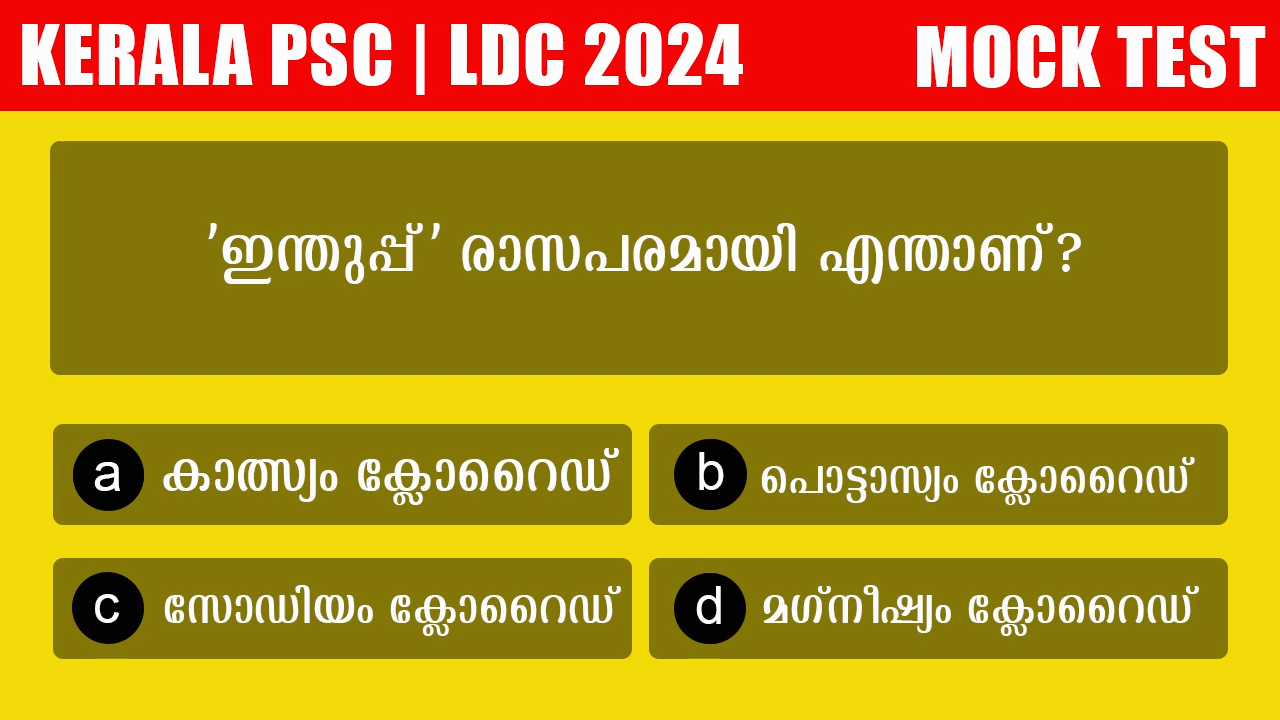 KERALA PSC | LDC 2024 MOCK TEST
'ഇന്തുപ്പ്' രാസപരമായി എന്താണ്?
a കാത്സ്യം ക്ലോറൈഡ്
b പൊട്ടാസ്യം ക്ലോറൈഡ്
c സോഡിയം ക്ലോറൈഡ്
d മഗ്നീഷ്യം ക്ലോറൈഡ്